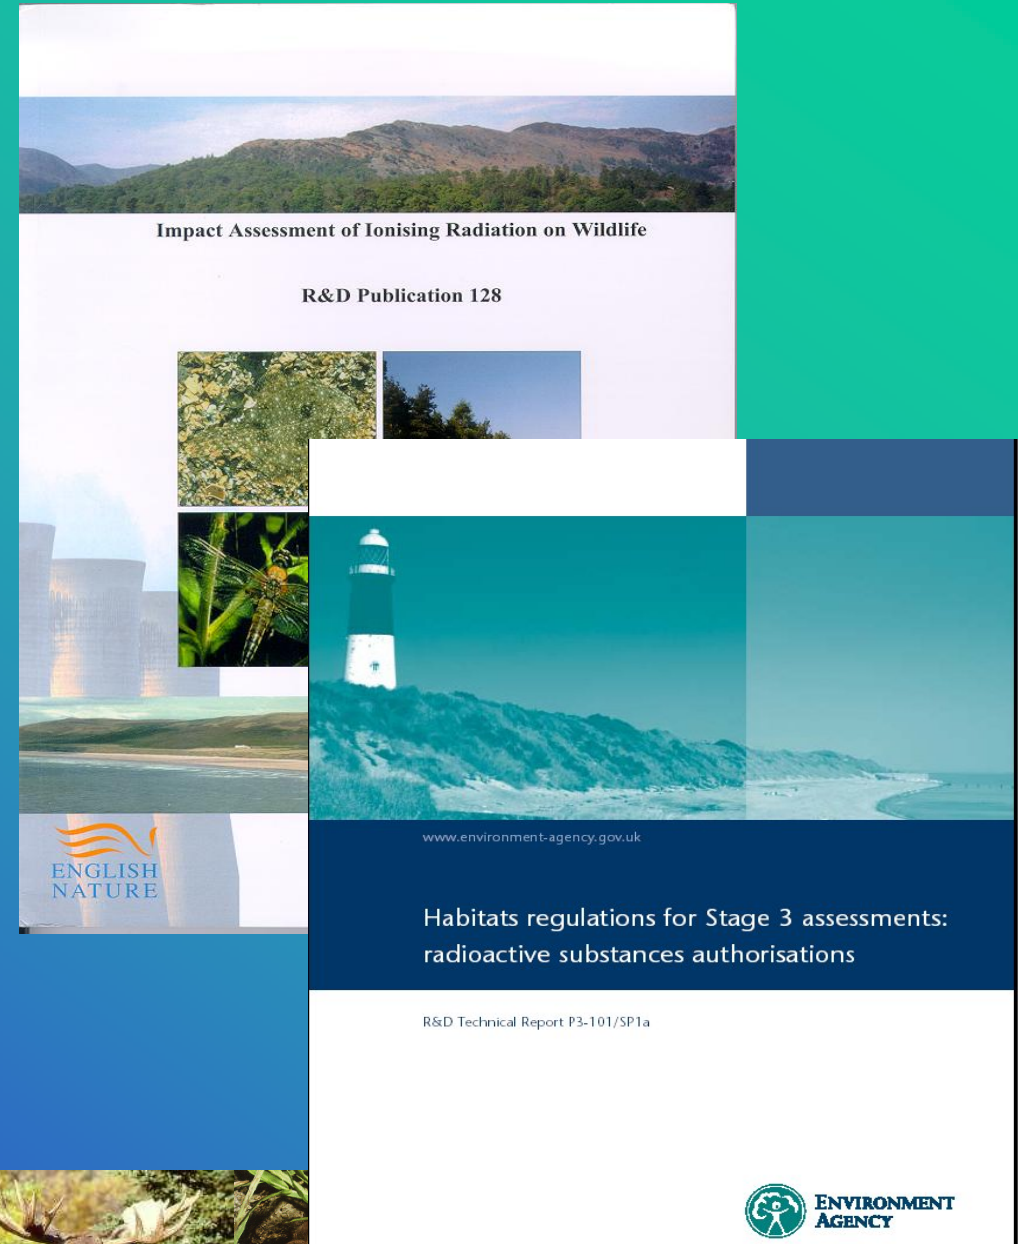 Impact Assessment of Ionising Radiation on Wildlife
R&D Publication 128
ENGLISH
NATURE
www.environment-agency.gov.uk
Habitats regulations for Stage 3 assessments:
radioactive substances authorisations
R&D Technical Report P3-101/SP1a
ENVIRONMENT
AGENCY